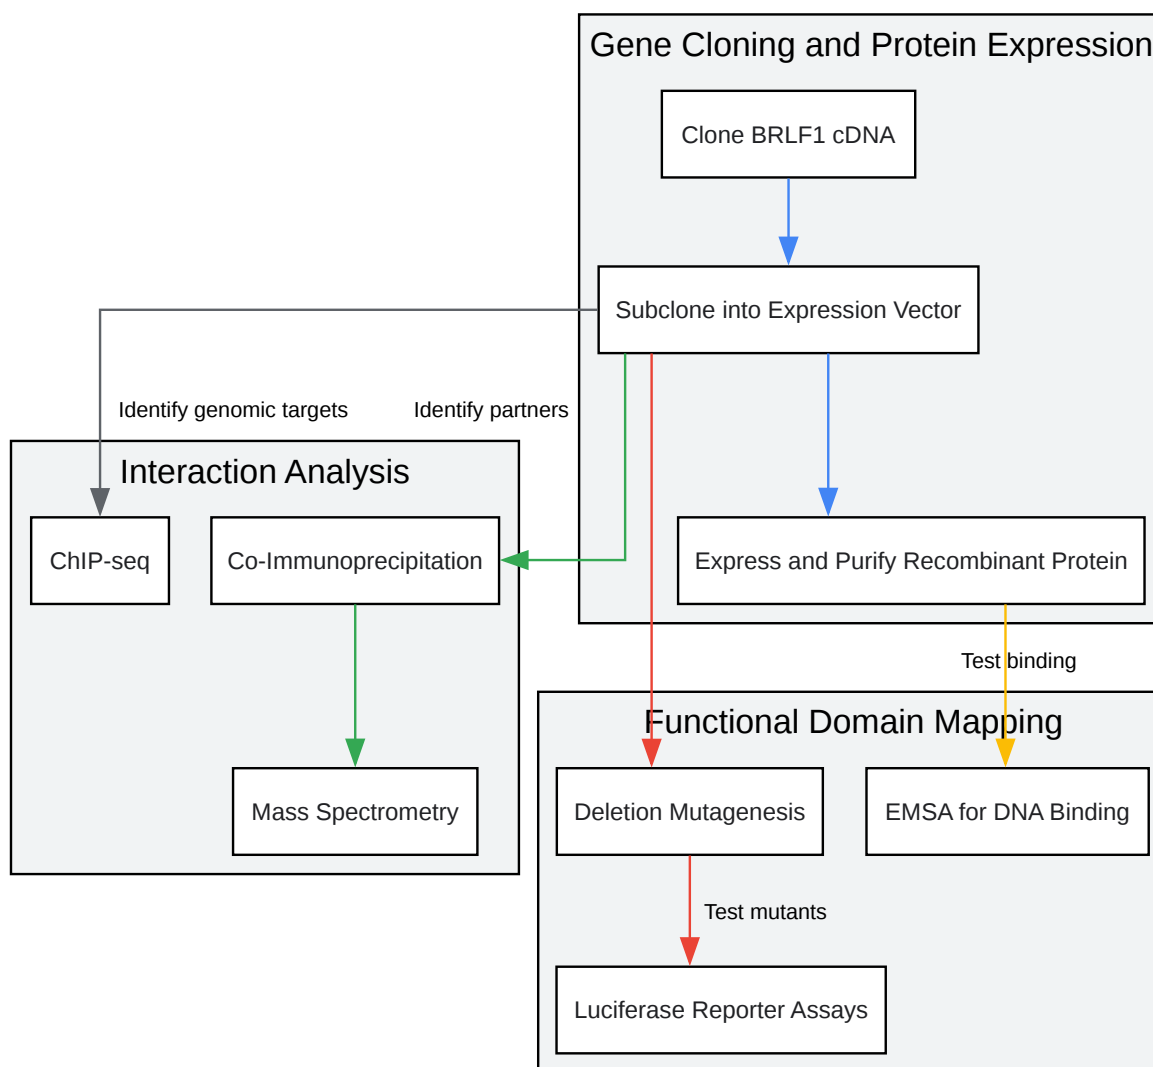 Gene Cloning and Protein Expression
Clone BRLF1 cDNA
Subclone into Expression Vector
Identify genomic targets
Identify partners
Interaction Analysis
ChIP-seq
Co-Immunoprecipitation
Express and Purify Recombinant Protein
Test binding
Functional Domain Mapping
Mass Spectrometry
Deletion Mutagenesis
EMSA for DNA Binding
Test mutants
Luciferase Reporter Assays